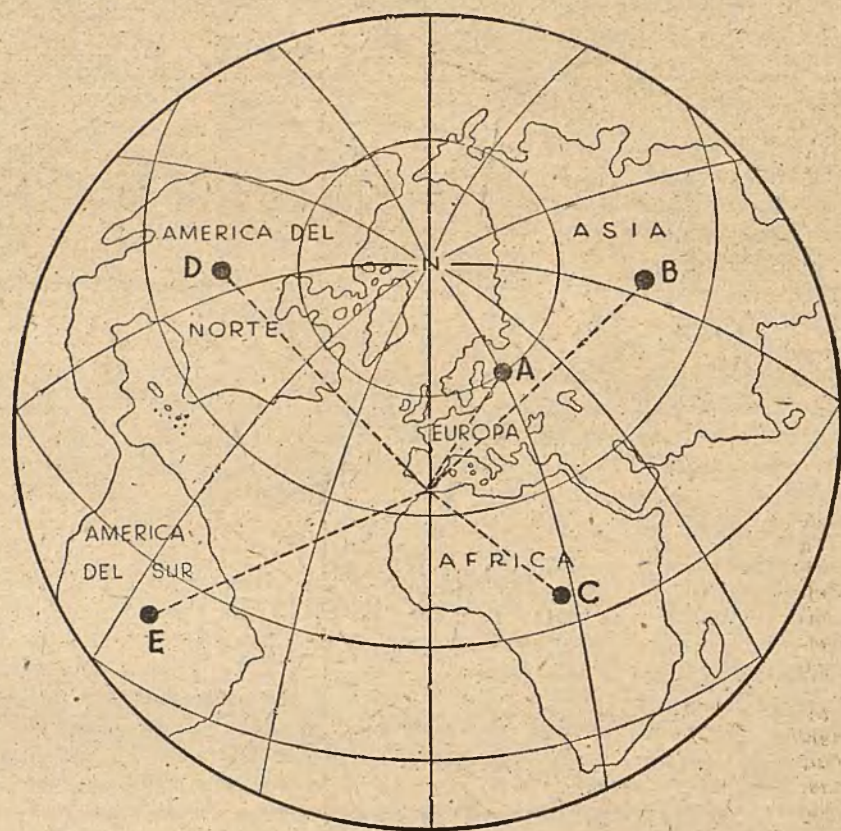 AMERICA DEL
NORTE
D
N
ASIA
B
A
EUROPA
AMERICA
DEL SUR
E
AFRICA
C